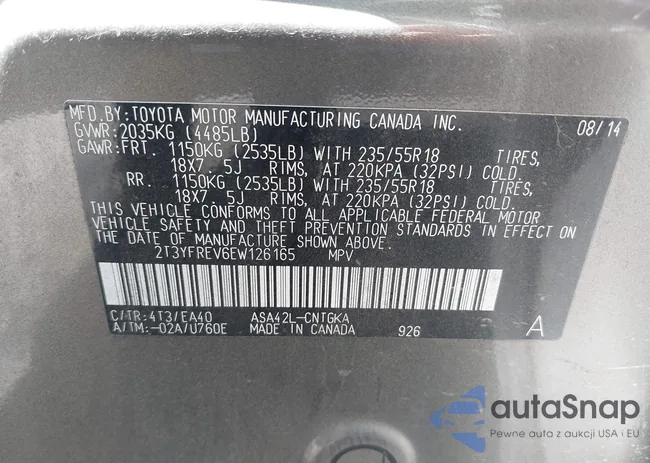 MFD.BY:TOYOTA MOTOR MANUFACTURING CANADA INC. 08/14
GVWR:2035KG (4485LB)
GAWR:FRT. 1150KG (2535LB) WITH 235/55R18 TIRES,
18X7.5J RIMS, AT 220KPA (32PSI) COLD.
RR. 1150KG (2535LB) WITH 235/55R18 TIRES,
18X7.5J RIMS, AT 220KPA (32PSI) COLD.
THIS VEHICLE CONFORMS TO ALL APPLICABLE FEDERAL MOTOR
VEHICLE SAFETY AND THEFT PREVENTION STANDARDS IN EFFECT ON
THE DATE OF MANUFACTURE SHOWN ABOVE.
2T3YFREV6EW126165 MPV
C/TR:4T3/EA40 ASA42L-CNTGKA
A/TM:-02A/U760E MADE IN CANADA 926 A
autoSnap
Pewne auta z aukcji USA i EU